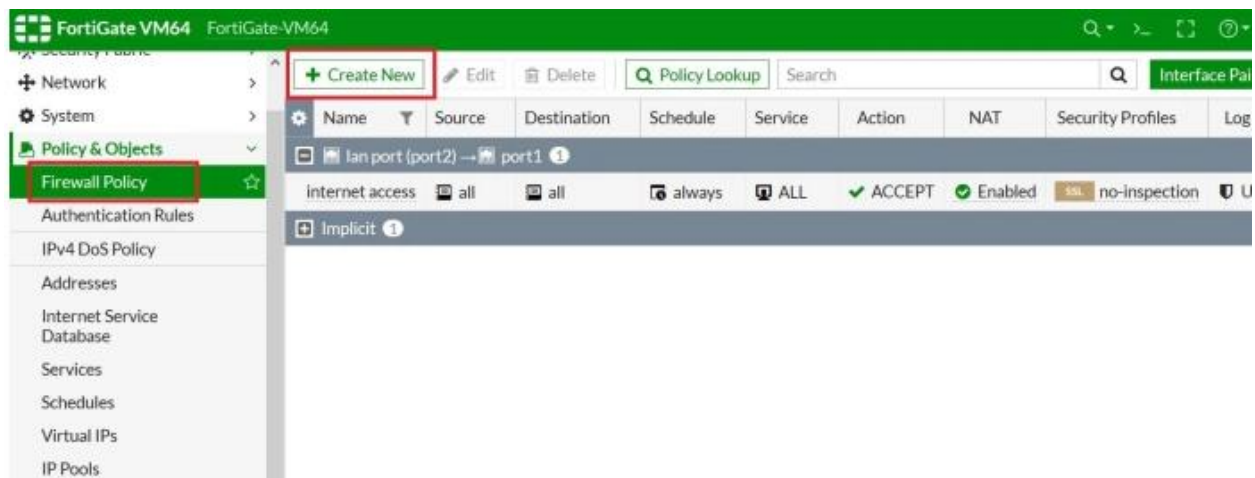 FortiGate VM64 FortiGate-VM64
Security Fabric
Network
System
Policy & Objects
Firewall Policy
Authentication Rules
IPv4 DoS Policy
Addresses
Internet Service
Database
Services
Schedules
Virtual IPs
IP Pools
+ Create New Edit Delete Policy Lookup Search Interface Pai
Name Source Destination Schedule Service Action NAT Security Profiles Log
lan port (port2) → port1 1
internet access all all always ALL ACCEPT Enabled SSL no-inspection U
Implicit 1